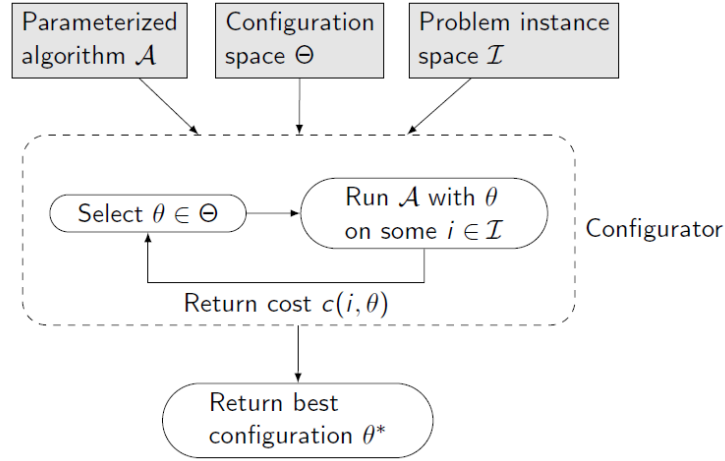 Parameterized
algorithm 𝒜
Configuration
space Θ
Problem instance
space ℐ
Select θ ∈ Θ
Run 𝒜 with θ
on some i ∈ ℐ
Configurator
Return cost c(i, θ)
Return best
configuration θ*